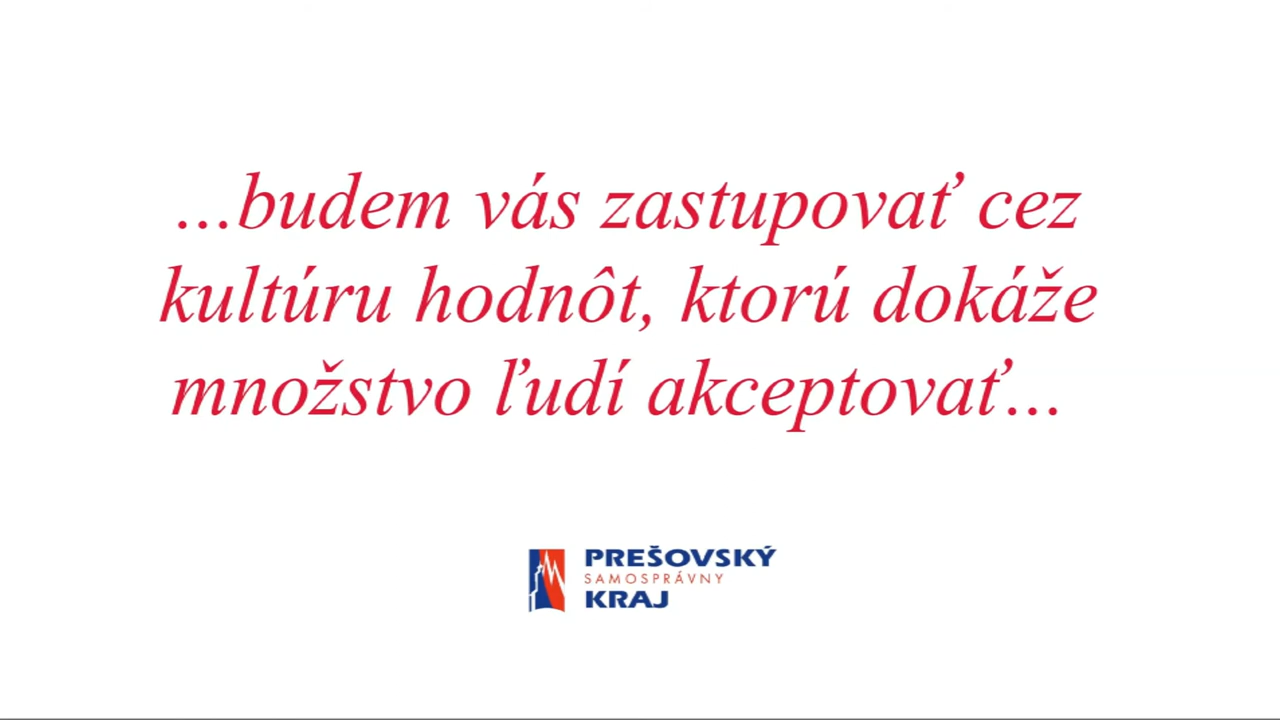 ...budem vás zastupovať cez
kultúru hodnôt, ktorú dokáže
množstvo ľudí akceptovať...
PREŠOVSKÝ
SAMOSPRÁVNY
KRAJ